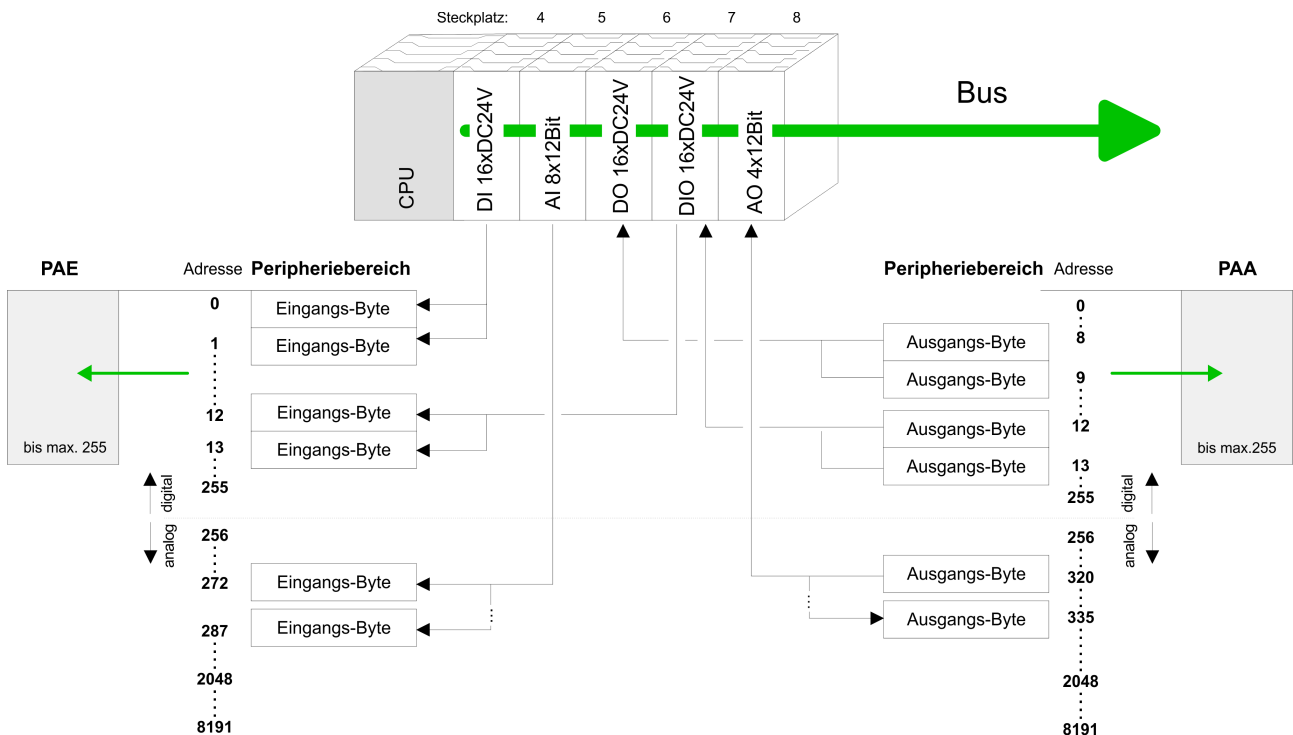 Steckplatz: 4 5 6 7 8
CPU
DI 16xDC24V
AI 8x12Bit
DO 16xDC24V
DIO 16xDC24V
AO 4x12Bit
Bus
PAE
Adresse Peripheriebereich
0 Eingangs-Byte
1 Eingangs-Byte
12 Eingangs-Byte
13 Eingangs-Byte
bis max. 255
255
digital
analog
256
272 Eingangs-Byte
287 Eingangs-Byte
2048
8191
Peripheriebereich Adresse
PAA
0
Ausgangs-Byte 8
Ausgangs-Byte 9
Ausgangs-Byte 12
Ausgangs-Byte 13
bis max.255
255
digital
analog
256
Ausgangs-Byte 320
Ausgangs-Byte 335
2048
8191